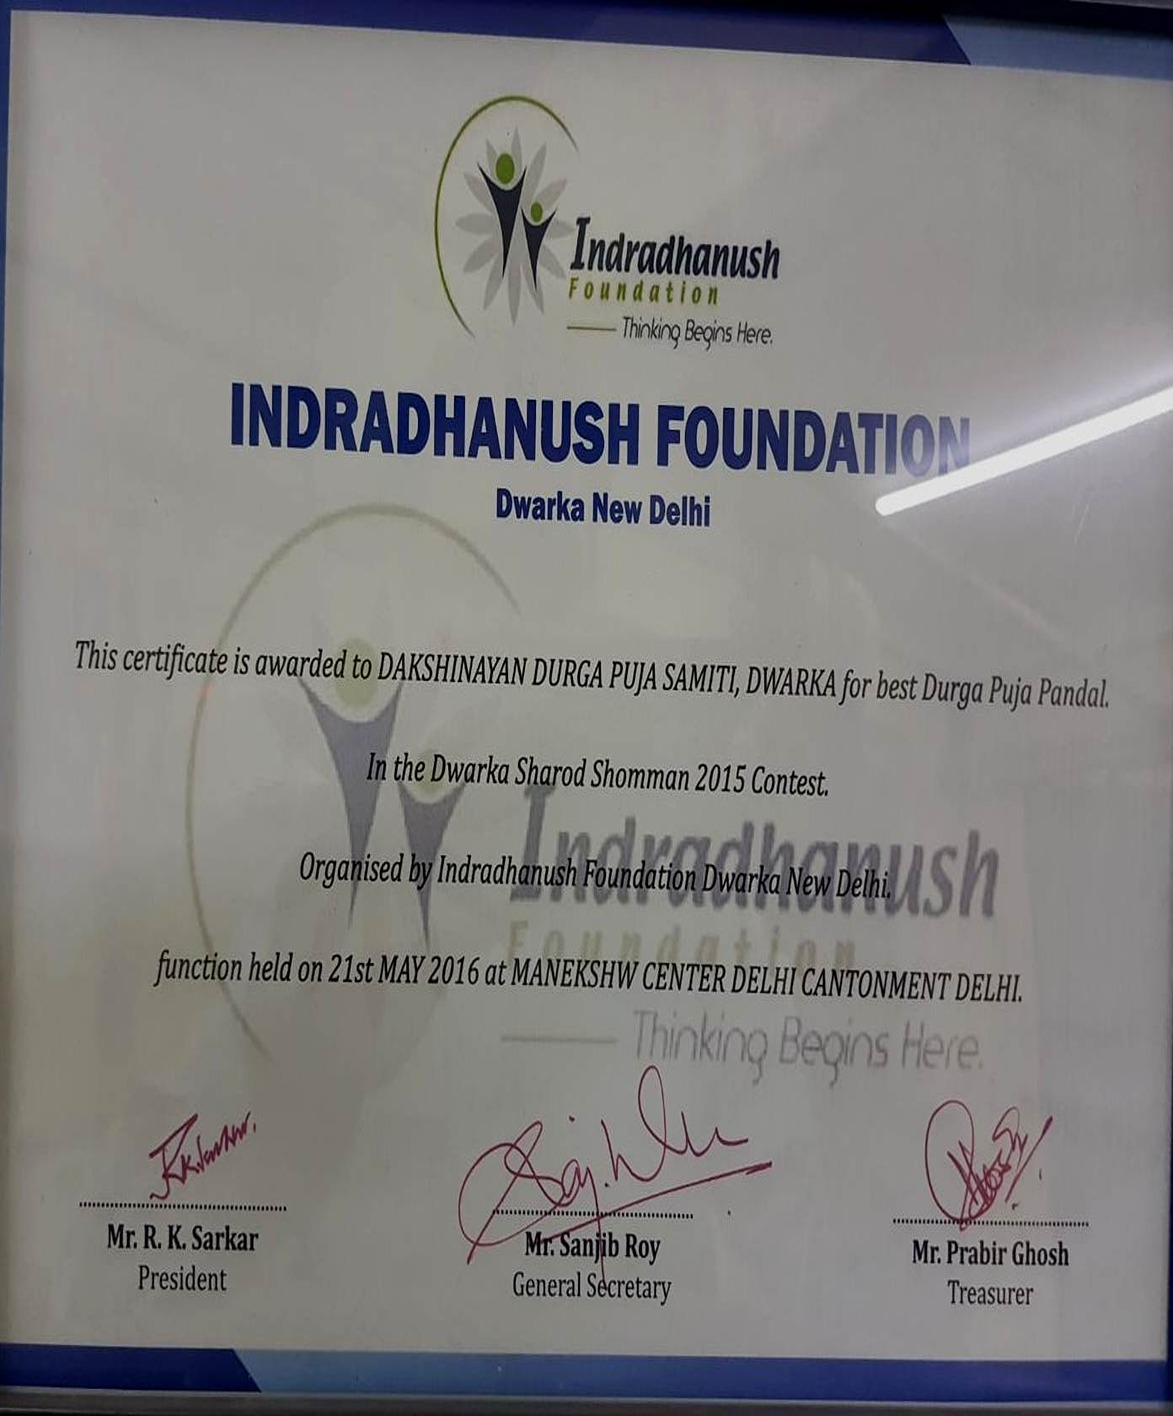 Indradhanush
Foundation
Thinking Begins Here.
INDRADHANUSH FOUNDATION
Dwarka New Delhi
This certificate is awarded to DAKSHINAYAN DURGA PUJA SAMITI, DWARKA for best Durga Puja Pandal.
In the Dwarka Sharod Shomman 2015 Contest.
Indradhanush
Organised by Indradhanush Foundation Dwarka New Delhi.
Foundation
function held on 21st MAY 2016 at MANEKSHW CENTER DELHI CANTONMENT DELHI.
Thinking Begins Here.
Mr. R. K. Sarkar
President
Mr. Sanjib Roy
General Secretary
Mr. Prabir Ghosh
Treasurer